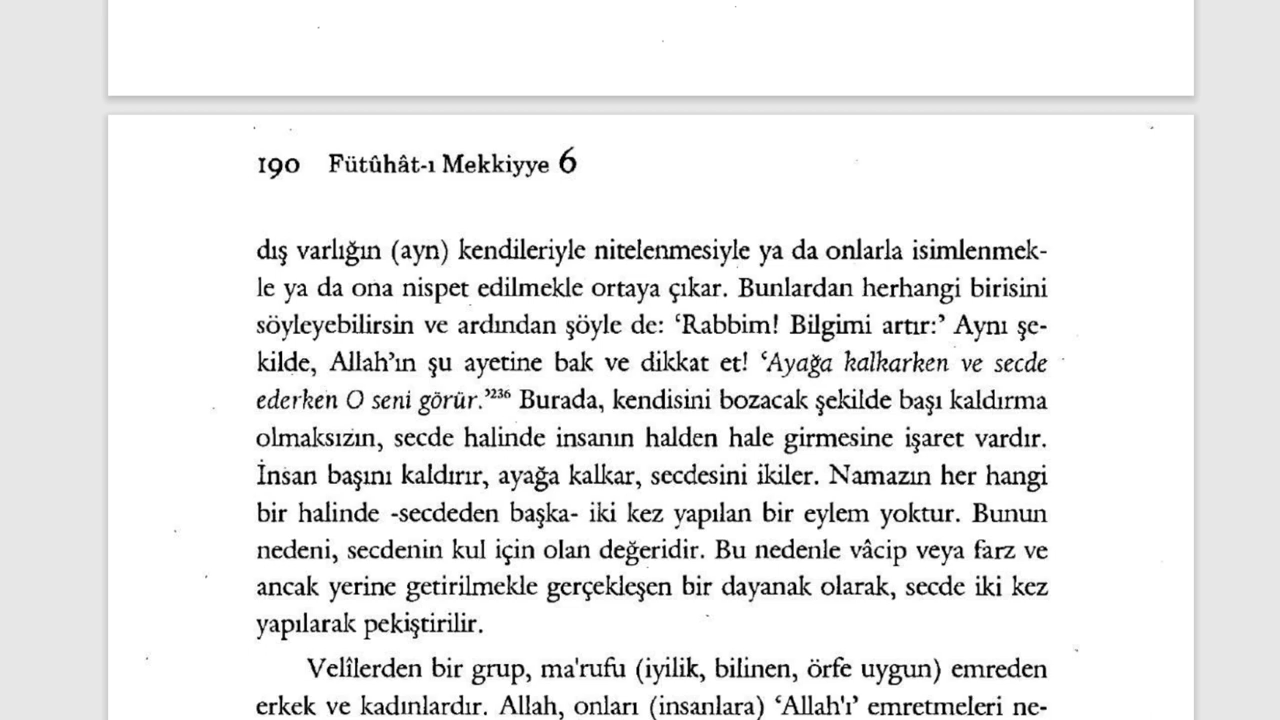 190 Fütûhât-ı Mekkiyye 6
dış varlığın (ayn) kendileriyle nitelenmesiyle ya da onlarla isimlenmek-
le ya da ona nispet edilmekle ortaya çıkar. Bunlardan herhangi birisini
söyleyebilirsin ve ardından şöyle de: ‘Rabbim! Bilgimi artır:’ Aynı şe-
kilde, Allah’ın şu ayetine bak ve dikkat et! ‘Ayağa kalkarken ve secde
ederken O seni görür.’236 Burada, kendisini bozacak şekilde başı kaldırma
olmaksızın, secde halinde insanın halden hale girmesine işaret vardır.
İnsan başını kaldırır, ayağa kalkar, secdesini ikiler. Namazın her hangi
bir halinde -secdeden başka- iki kez yapılan bir eylem yoktur. Bunun
nedeni, secdenin kul için olan değeridir. Bu nedenle vâcip veya farz ve
ancak yerine getirilmekle gerçekleşen bir dayanak olarak, secde iki kez
yapılarak pekiştirilir.
Velîlerden bir grup, ma'rufu (iyilik, bilinen, örfe uygun) emreden
erkek ve kadınlardır. Allah, onları (insanlara) ‘Allah'ı’ emretmeleri ne-